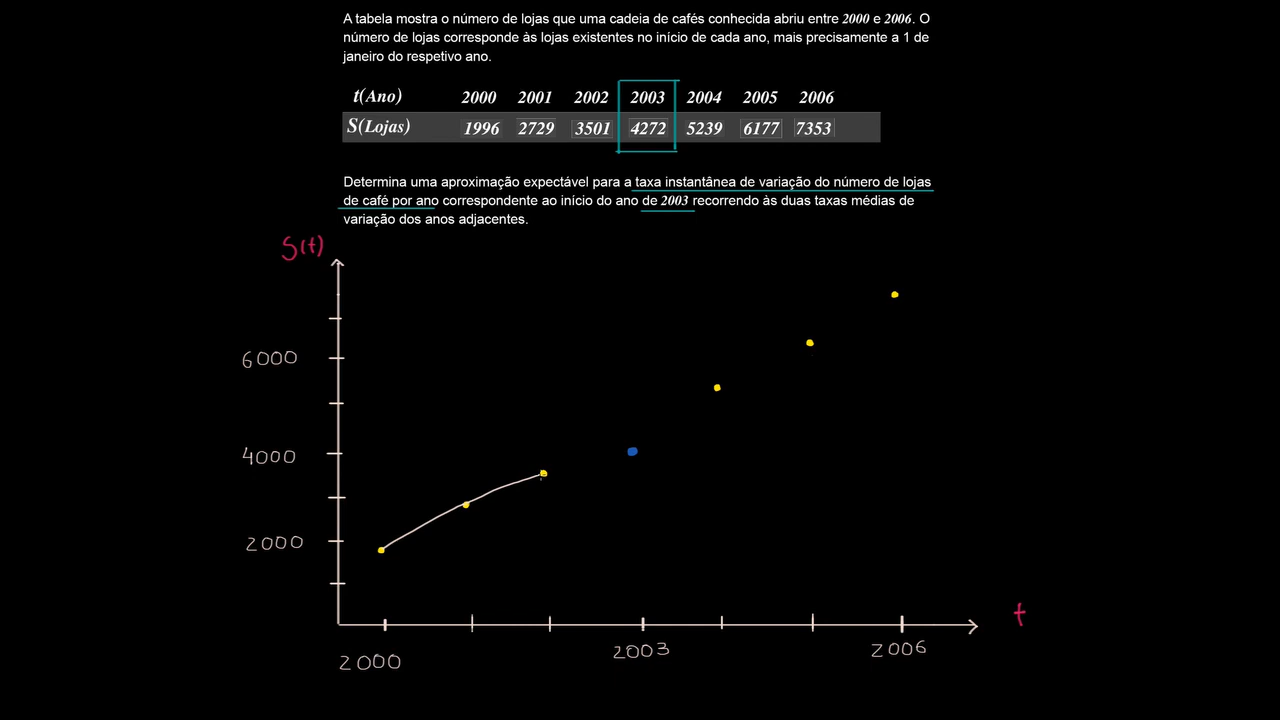 A tabela mostra o número de lojas que uma cadeia de cafés conhecida abriu entre 2000 e 2006. O
número de lojas corresponde às lojas existentes no início de cada ano, mais precisamente a 1 de
janeiro do respetivo ano.
t(Ano) 2000 2001 2002 2003 2004 2005 2006
S(Lojas) 1996 2729 3501 4272 5239 6177 7353
Determina uma aproximação expectável para a taxa instantânea de variação do número de lojas
de café por ano correspondente ao início do ano de 2003 recorrendo às duas taxas médias de
variação dos anos adjacentes.
S(t)
6000
4000
2000
t
2000 2003 2006